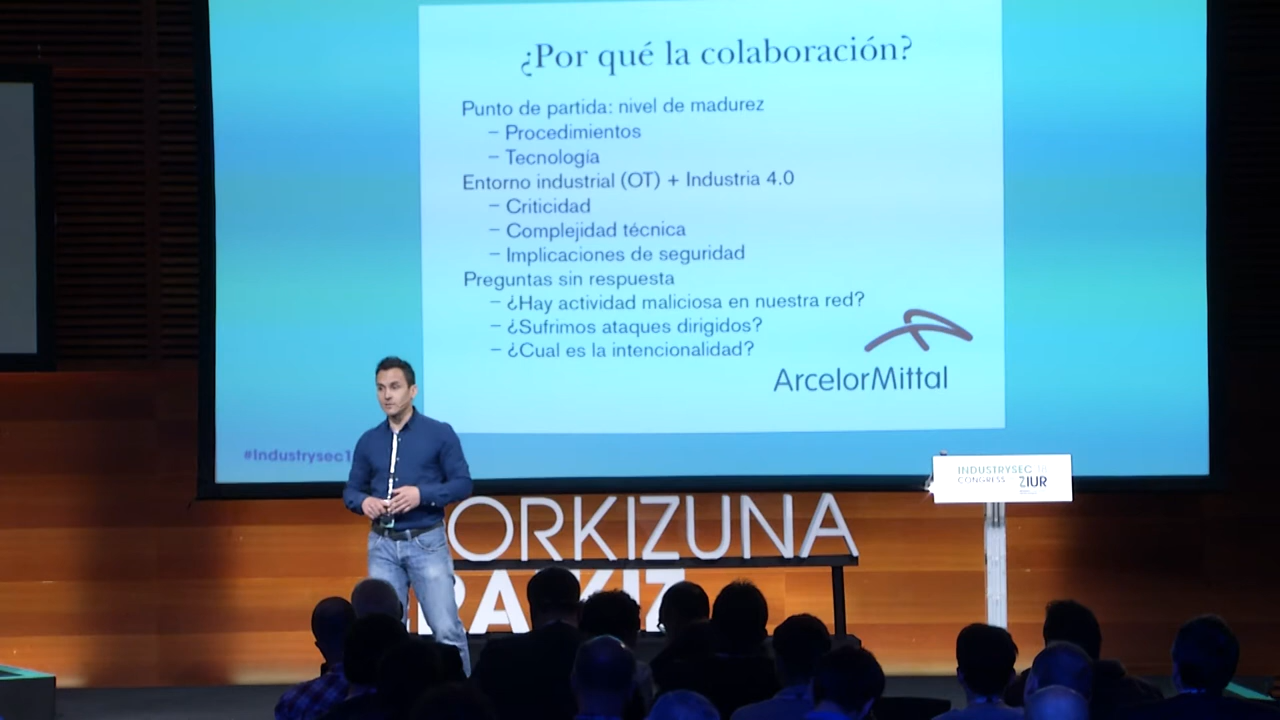 ¿Por qué la colaboración?
Punto de partida: nivel de madurez
– Procedimientos
– Tecnología
Entorno industrial (OT) + Industria 4.0
– Criticidad
– Complejidad técnica
– Implicaciones de seguridad
Preguntas sin respuesta
– ¿Hay actividad maliciosa en nuestra red?
– ¿Sufrimos ataques dirigidos?
– ¿Cual es la intencionalidad?
ArcelorMittal
#Industrysec1
INDUSTRYSEC
CONGRESS
ZIUR
ORKIZUNA